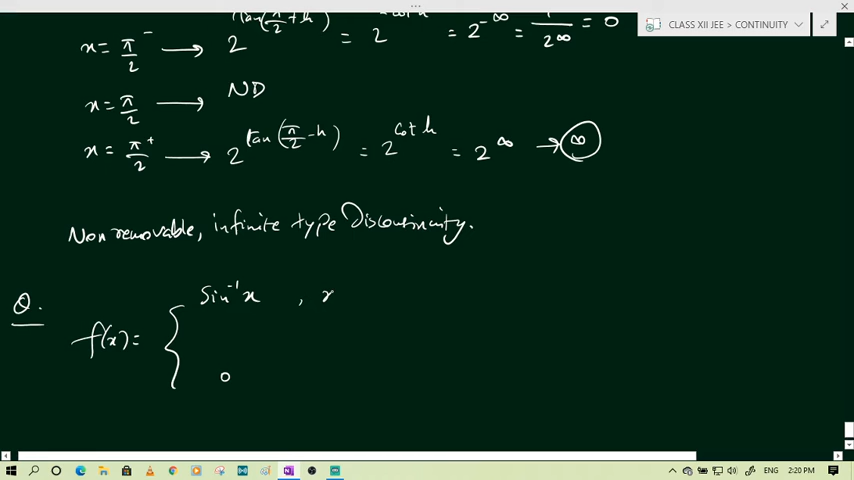 CLASS XII JEE > CONTINUITY
x = π/2⁻ → 2^tan(π/2+h) = 2^-cot h = 2^-∞ = 1/2^∞ = 0
x = π/2 → ND
x = π/2⁺ → 2^tan(π/2-h) = 2^cot h = 2^∞ → ∞
Non removable, infinite type Discontinuity.
Q.
f(x) = { sin⁻¹x , x
0
ENG 2:20 PM